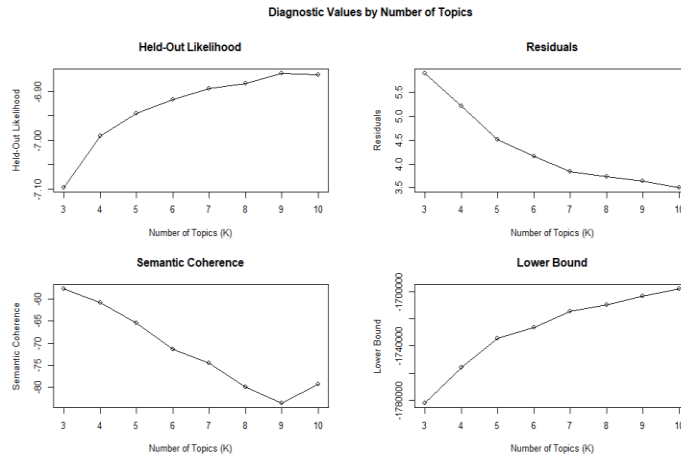 Diagnostic Values by Number of Topics
Held-Out Likelihood
Held-Out Likelihood
-6.90
-7.00
-7.10
3 4 5 6 7 8 9 10
Number of Topics (K)
Residuals
Residuals
5.5
5.0
4.5
4.0
3.5
3 4 5 6 7 8 9 10
Number of Topics (K)
Semantic Coherence
Semantic Coherence
-60
-65
-70
-75
-80
3 4 5 6 7 8 9 10
Number of Topics (K)
Lower Bound
Lower Bound
-1700000
-1740000
-1780000
3 4 5 6 7 8 9 10
Number of Topics (K)